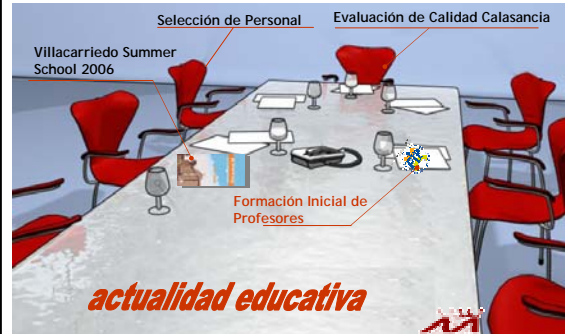 Selección de Personal
Evaluación de Calidad Calasancia
Villacarriedo Summer
School 2006
Formación Inicial de
Profesores
actualidad educativa